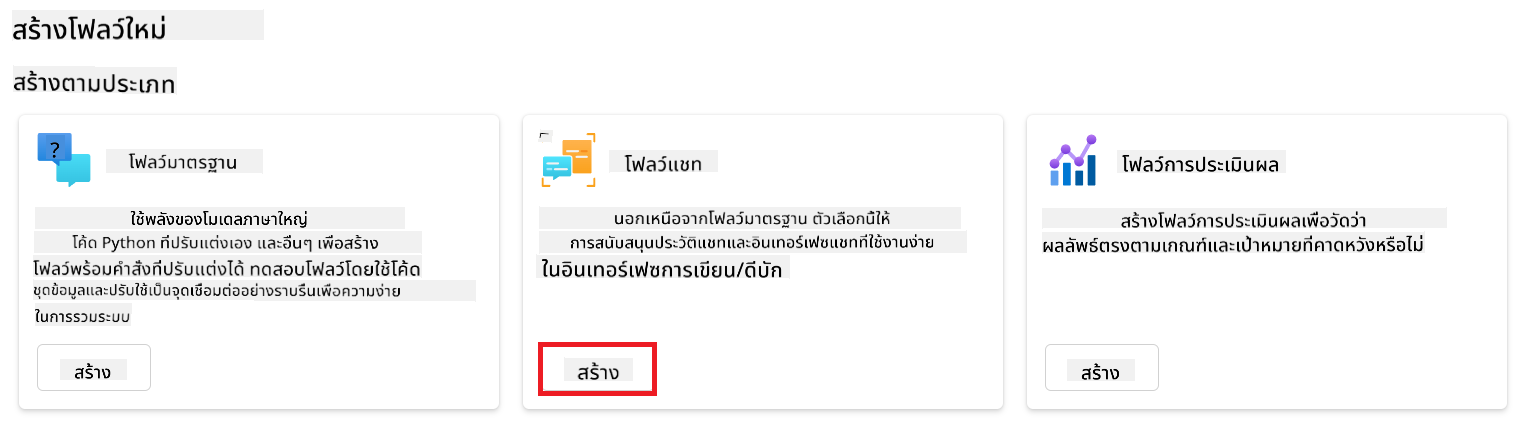 สร้างโฟลว์ใหม่
สร้างตามประเภท
?
โฟลว์มาตรฐาน
ใช้พลังของโมเดลภาษาใหญ่
โค้ด Python ที่ปรับแต่งเอง และอื่นๆ เพื่อสร้าง
โฟลว์พร้อมคำสั่งที่ปรับแต่งได้ ทดสอบโฟลว์โดยใช้โค้ด
ชุดข้อมูลและปรับใช้เป็นจุดเชื่อมต่ออย่างราบรื่นเพื่อความง่าย
ในการรวมระบบ
สร้าง
โฟลว์แชท
นอกเหนือจากโฟลว์มาตรฐาน ตัวเลือกนี้ให้
การสนับสนุนประวัติแชทและอินเทอร์เฟซแชทที่ใช้งานง่าย
ในอินเทอร์เฟซการเขียน/ดีบัก
สร้าง
โฟลว์การประเมินผล
สร้างโฟลว์การประเมินผลเพื่อวัดว่า
ผลลัพธ์ตรงตามเกณฑ์และเป้าหมายที่คาดหวังหรือไม่
สร้าง